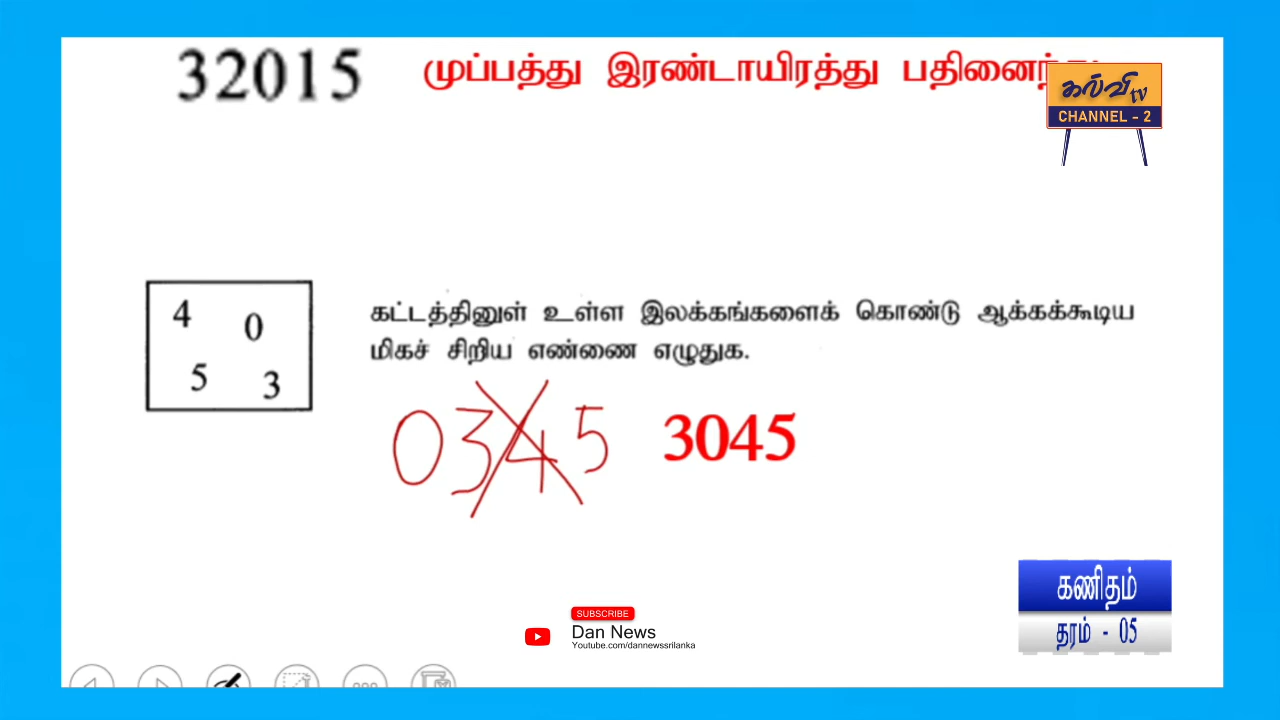 32015 முப்பத்து இரண்டாயிரத்து
கல்வி tv
CHANNEL - 2
4 0
5 3
கட்டத்தினுள் உள்ள இலக்கங்களைக் கொண்டு ஆக்கக்கூடிய
மிகச் சிறிய எண்ணை எழுதுக.
0345 3045
கணிதம்
தரம் - 05
SUBSCRIBE
Dan News
Youtube.com/dannewssrilanka